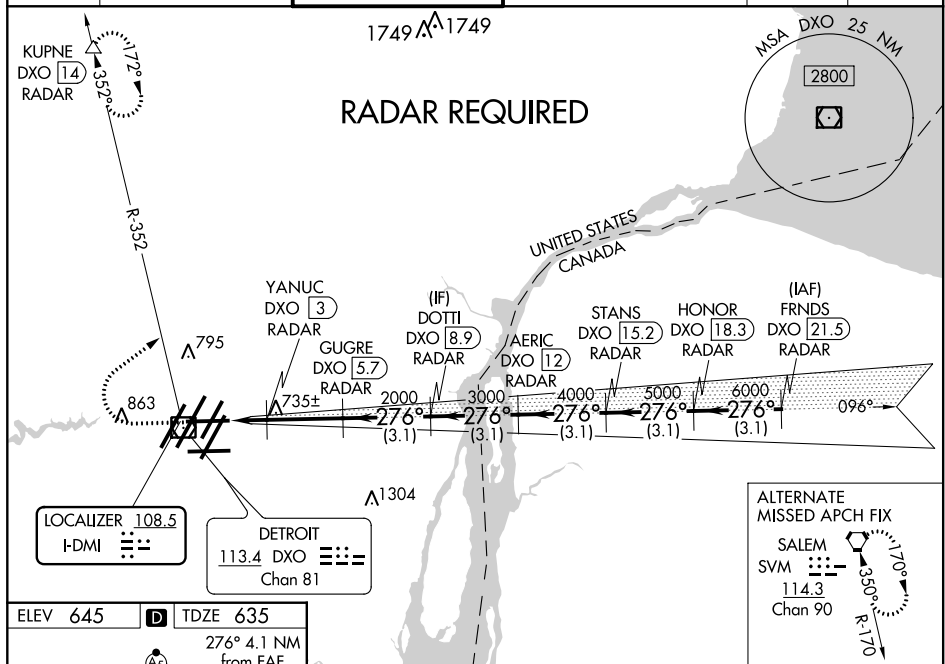 1749 1749
MSA DXO 25 NM
2800
KUPNE
DXO 14
RADAR
172°
352°
RADAR REQUIRED
R-352
UNITED STATES
CANADA
YANUC
DXO 3
RADAR
GUGRE
DXO 5.7
RADAR
(IF)
DOTTI
DXO 8.9
RADAR
AERIC
DXO 12
RADAR
STANS
DXO 15.2
RADAR
HONOR
DXO 18.3
RADAR
(IAF)
FRNDS
DXO 21.5
RADAR
795
863
735±
2000 3000 4000 5000 6000
276° 276° 276° 276° 276° 096°
(3.1) (3.1) (3.1) (3.1) (3.1)
1304
LOCALIZER 108.5
I-DMI
DETROIT
113.4 DXO
Chan 81
ALTERNATE
MISSED APCH FIX
SALEM
SVM
114.3
Chan 90
170°
350°
R-170
ELEV 645 D TDZE 635
276° 4.1 NM
from FAF
A5